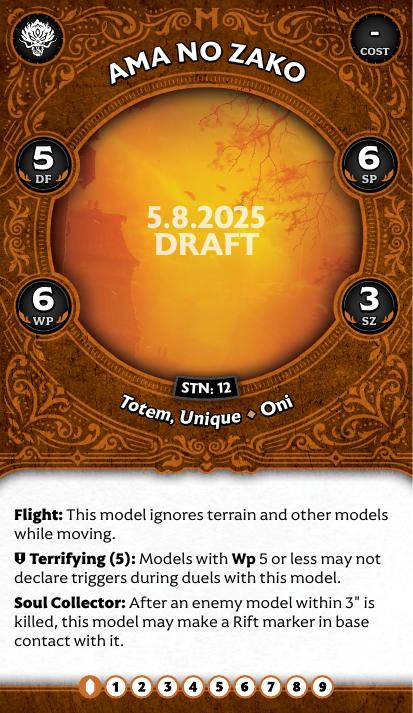 AMA NO ZAKO
-
COST
5
DF
6
SP
5.8.2025
DRAFT
6
WP
3
SZ
STN: 12
Totem, Unique ⬥ Oni
Flight: This model ignores terrain and other models
while moving.
Terrifying (5): Models with Wp 5 or less may not
declare triggers during duels with this model.
Soul Collector: After an enemy model within 3" is
killed, this model may make a Rift marker in base
contact with it.
1 2 3 4 5 6 7 8 9